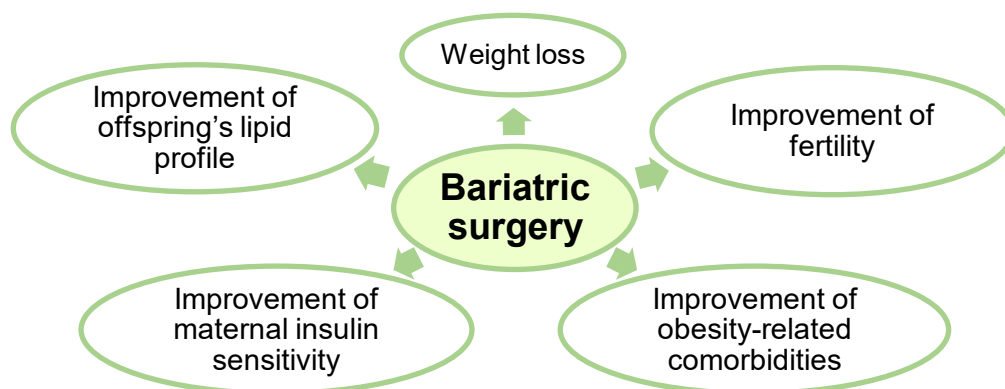 Weight loss
Improvement of
offspring’s lipid
profile
Improvement of
fertility
Bariatric
surgery
Improvement of
maternal insulin
sensitivity
Improvement of
obesity-related
comorbidities